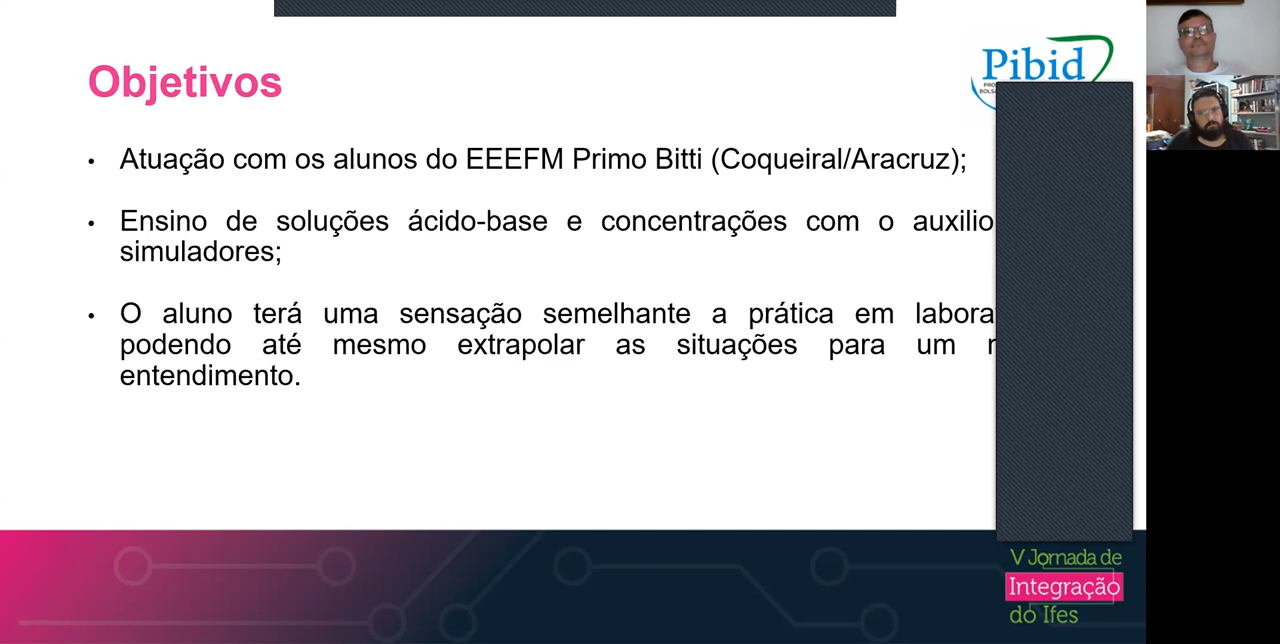 Objetivos
Pibid
• Atuação com os alunos do EEEFM Primo Bitti (Coqueiral/Aracruz);
• Ensino de soluções ácido-base e concentrações com o auxilio
simuladores;
• O aluno terá uma sensação semelhante a prática em
podendo até mesmo extrapolar as situações para um
entendimento.
V Jornada de
Integração
do Ifes